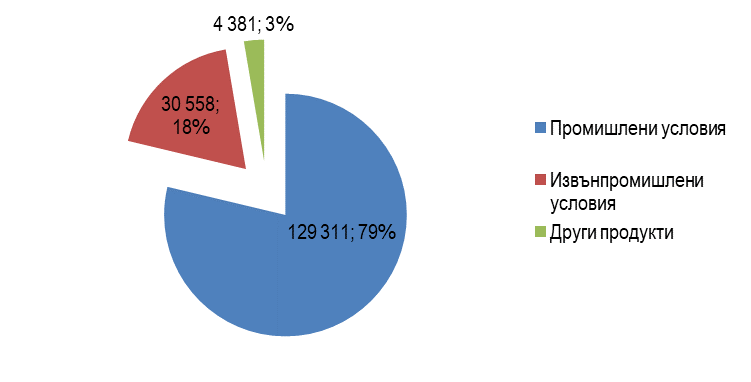 4 381; 3%
30 558;
18%
129 311; 79%
Промишлени условия
Извънпромишлени
условия
Други продукти